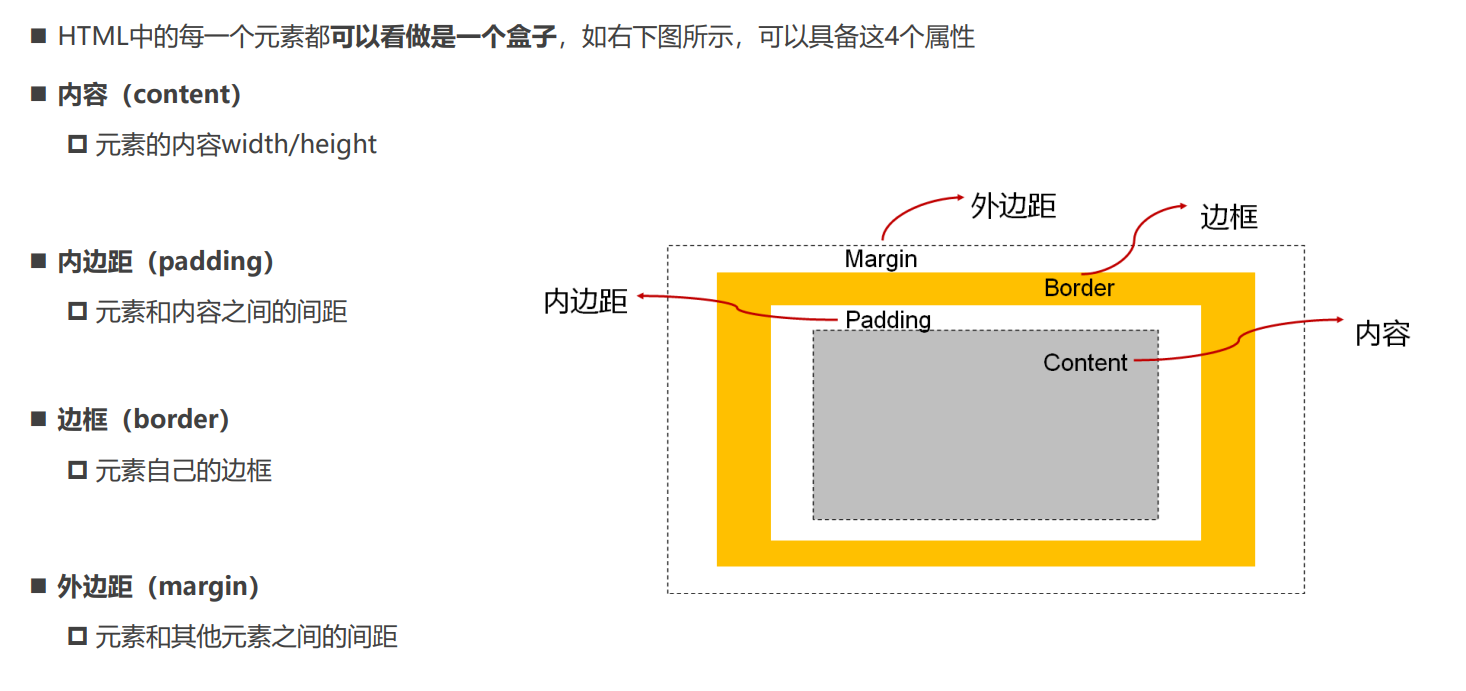 HTML中的每一个元素都可以看做是一个盒子，如右下图所示，可以具备这4个属性
内容（content）
元素的内容width/height
内边距（padding）
元素和内容之间的间距
边框（border）
元素自己的边框
外边距（margin）
元素和其他元素之间的间距
外边距
边框
Margin
Border
内边距
Padding
内容
Content